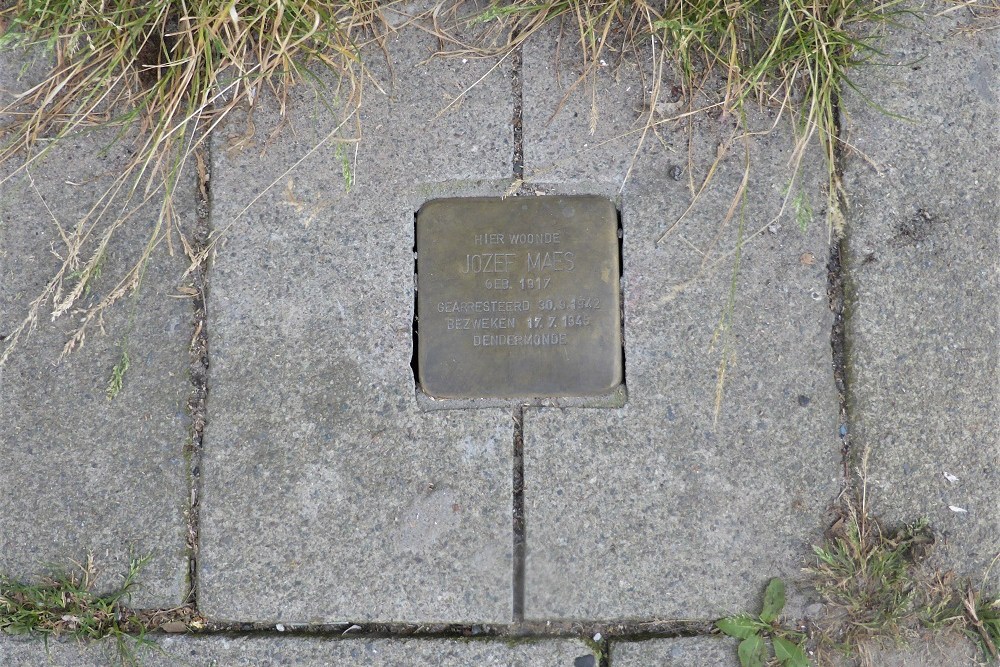 HIER WOONDE
JOZEF MAES
GEB. 1917
GEARRESTEERD
BEZWEKEN
DENDERMONDE